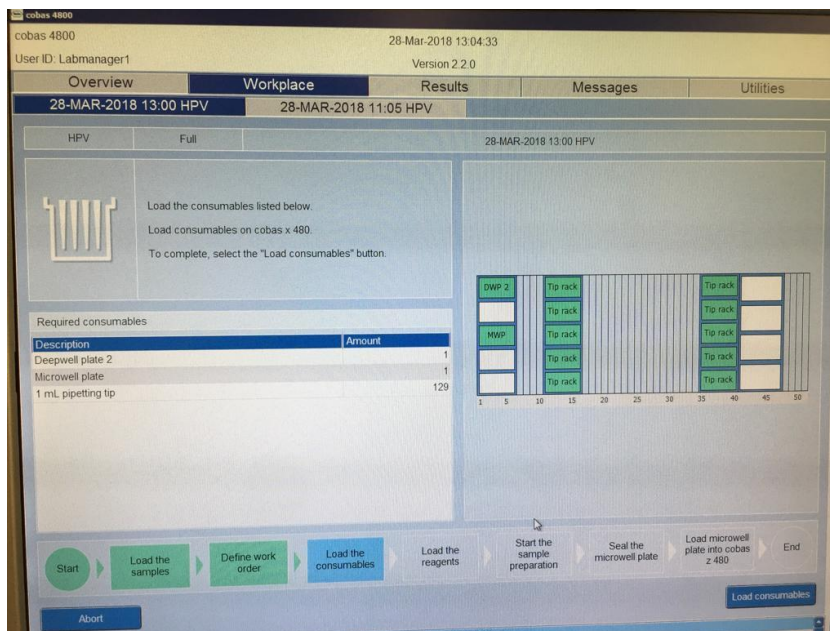 cobas 4800
cobas 4800
28-Mar-2018 13:04:33
User ID: Labmanager1
Version 2.2.0
Overview Workplace Results Messages Utilities
28-MAR-2018 13:00 HPV 28-MAR-2018 11:05 HPV
HPV Full 28-MAR-2018 13:00 HPV
Load the consumables listed below.
Load consumables on cobas x 480.
To complete, select the "Load consumables" button.
Required consumables
Description Amount
Deepwell plate 2 1
Microwell plate 1
1 mL pipetting tip 129
DWP 2 Tip rack Tip rack
Tip rack Tip rack
MWP Tip rack Tip rack
Tip rack Tip rack
Tip rack Tip rack
1 5 10 15 20 25 30 35 40 45 50
Start
Load the
samples
Define work
order
Load the
consumables
Load the
reagents
Start the
sample
preparation
Seal the
microwell plate
Load microwell
plate into cobas
z 480
End
Load consumables
Abort